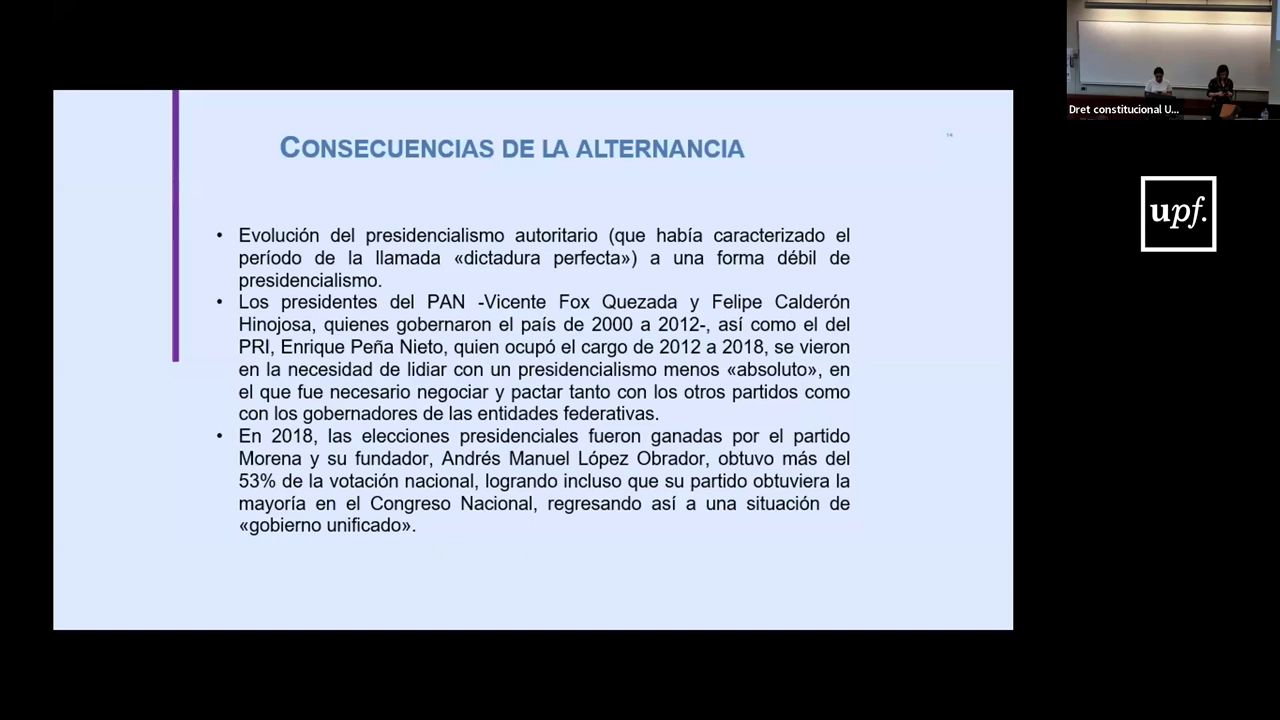 CONSECUENCIAS DE LA ALTERNANCIA
14
• Evolución del presidencialismo autoritario (que había caracterizado el
período de la llamada «dictadura perfecta») a una forma débil de
presidencialismo.
• Los presidentes del PAN -Vicente Fox Quezada y Felipe Calderón
Hinojosa, quienes gobernaron el país de 2000 a 2012-, así como el del
PRI, Enrique Peña Nieto, quien ocupó el cargo de 2012 a 2018, se vieron
en la necesidad de lidiar con un presidencialismo menos «absoluto», en
el que fue necesario negociar y pactar tanto con los otros partidos como
con los gobernadores de las entidades federativas.
• En 2018, las elecciones presidenciales fueron ganadas por el partido
Morena y su fundador, Andrés Manuel López Obrador, obtuvo más del
53% de la votación nacional, logrando incluso que su partido obtuviera la
mayoría en el Congreso Nacional, regresando así a una situación de
«gobierno unificado».
Dret constitucional U...
upf.